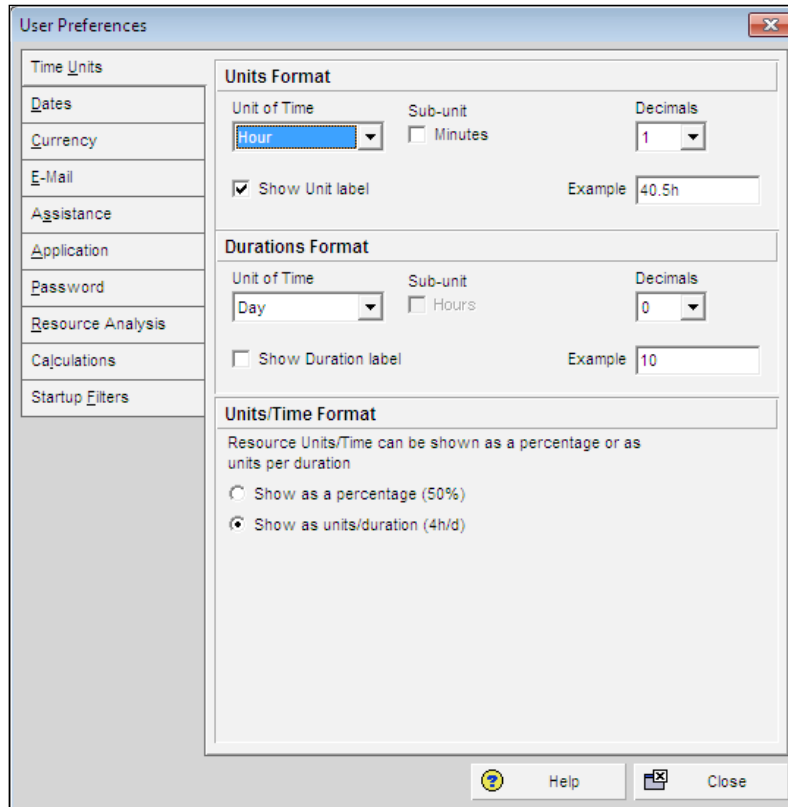 User Preferences
Time Units
Dates
Currency
E-Mail
Assistance
Application
Password
Resource Analysis
Calculations
Startup Filters
Units Format
Unit of Time Sub-unit Decimals
Hour Minutes 1
Show Unit label Example 40.5h
Durations Format
Unit of Time Sub-unit Decimals
Day Hours 0
Show Duration label Example 10
Units/Time Format
Resource Units/Time can be shown as a percentage or as
units per duration
Show as a percentage (50%)
Show as units/duration (4h/d)
? Help Close